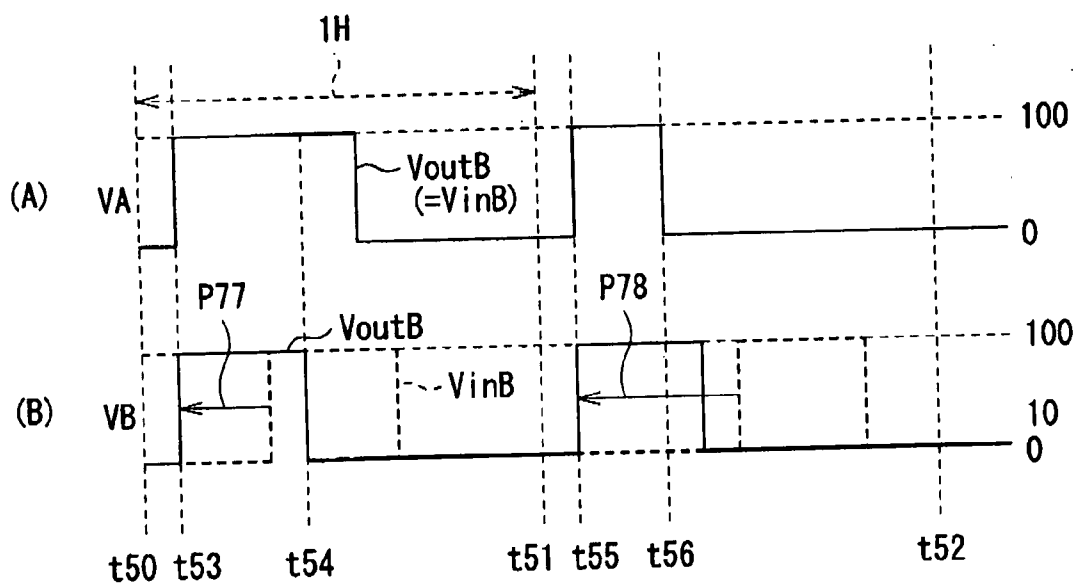 1H
100
(A) VA VoutB
(=VinB)
0
P77 P78
VoutB 100
(B) VB VinB 10
0
t50 t53 t54 t51 t55 t56 t52